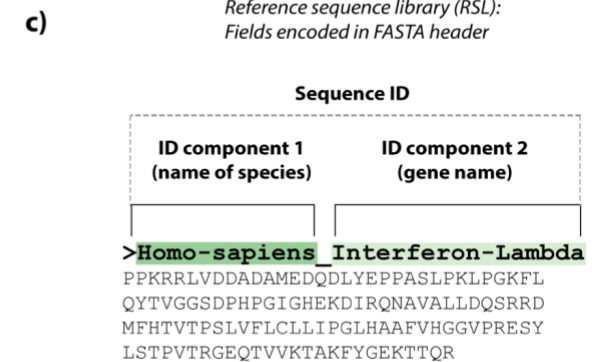 c)
Reference sequence library (RSL):
Fields encoded in FASTA header
Sequence ID
ID component 1 ID component 2
(name of species) (gene name)
>Homo-sapiens_Interferon-Lambda
PPKRRLVDDADAMEDQDLYEPPASLPKLPGKFL
QYTVGGSDPHPGIGHEKDIRQNAVALLDQSRRD
MFHTVTPSLVFLCLLIPGLHAAFVHGGVPRESY
LSTPVTRGEQTVVKTAKFYGEKTTQR